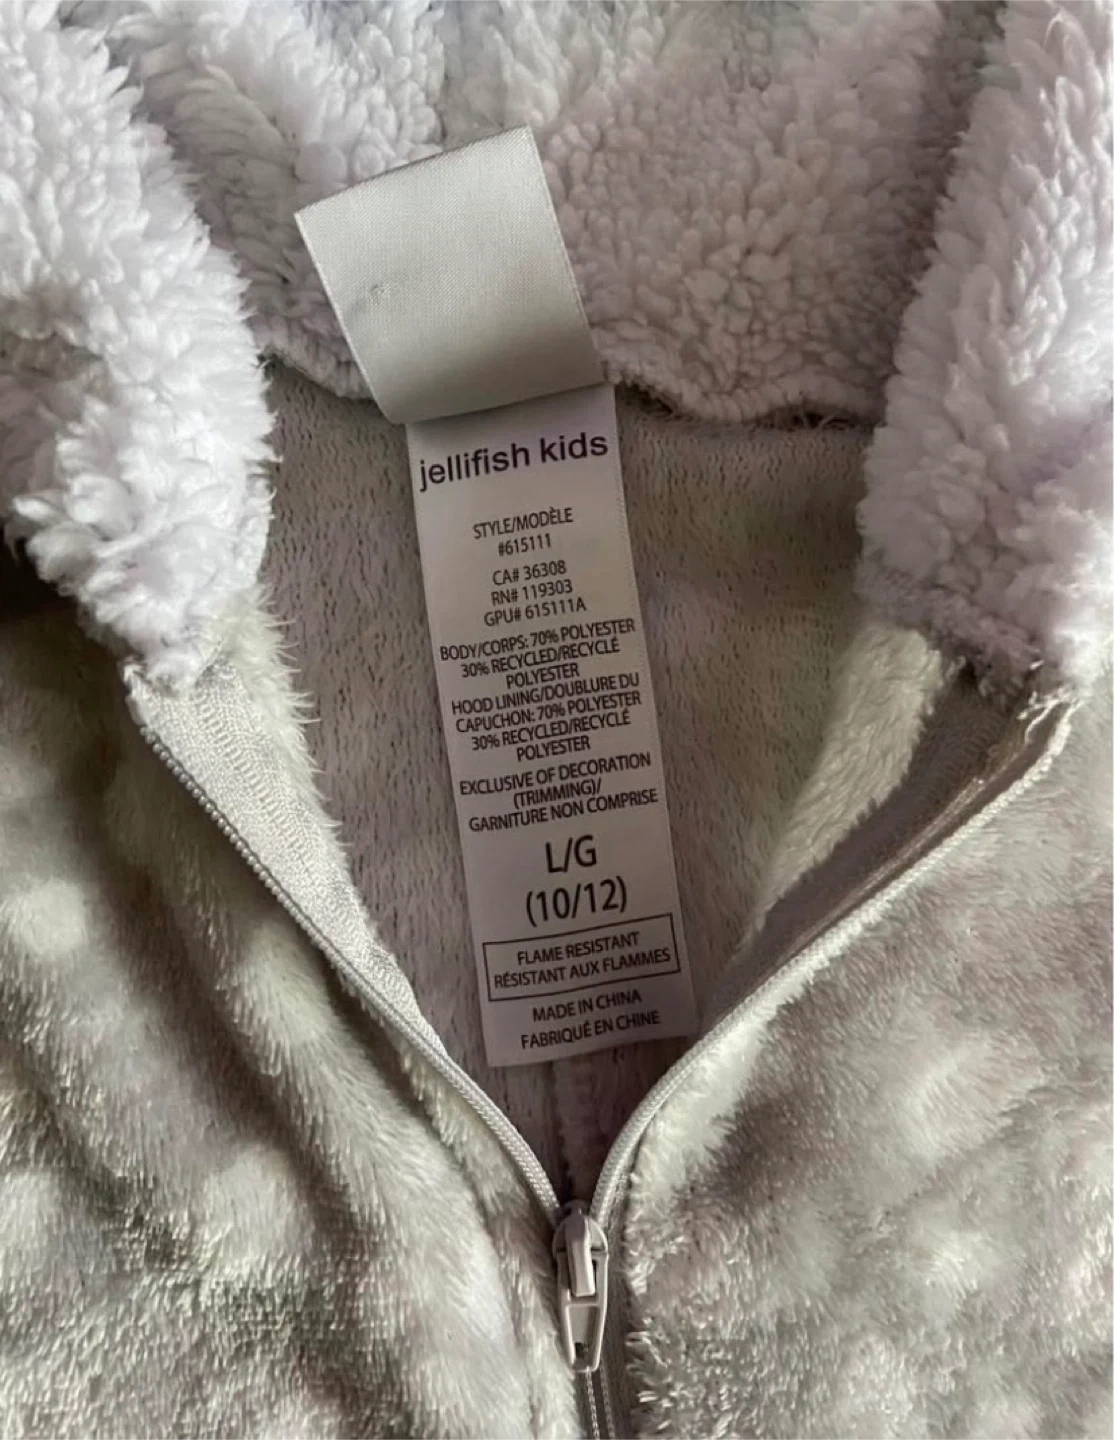 jellifish kids
STYLE/MODÈLE
#615111
CA# 36308
RN# 119303
GPU# 615111A
BODY/CORPS: 70% POLYESTER
30% RECYCLED/RECYCLÉ
POLYESTER
HOOD LINING/DOUBLURE DU
CAPUCHON: 70% POLYESTER
30% RECYCLED/RECYCLÉ
POLYESTER
EXCLUSIVE OF DECORATION
(TRIMMING)/
GARNITURE NON COMPRISE
L/G
(10/12)
FLAME RESISTANT
RÉSISTANT AUX FLAMMES
MADE IN CHINA
FABRIQUÉ EN CHINE